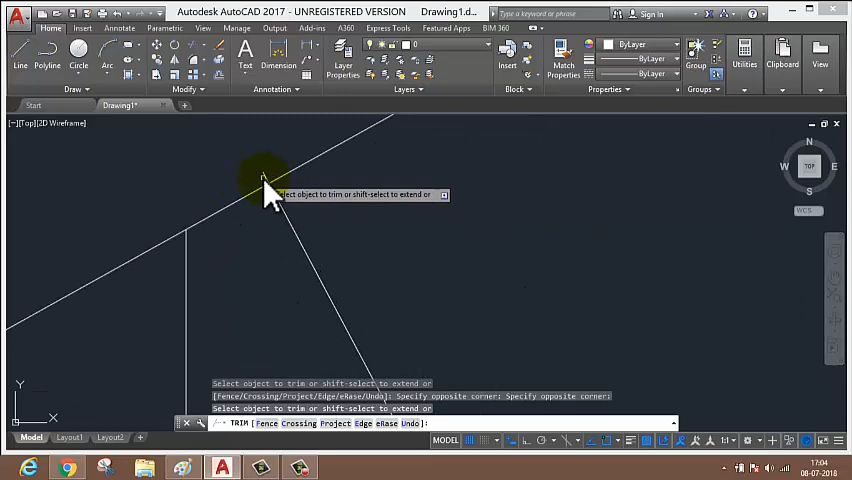 Autodesk AutoCAD 2017 - UNREGISTERED VERSION Drawing1.d...
Type a keyword or phrase
Sign In
Home Insert Annotate Parametric View Manage Output Add-ins A360 Express Tools Featured Apps BIM 360
0
ByLayer
Line Polyline Circle Arc
Text Dimension
Layer
Properties
Insert
Match
Properties
ByLayer
ByLayer
Group
Utilities
Clipboard
View
Draw
Modify
Annotation
Layers
Block
Properties
Groups
Start
Drawing1*
[−][Top][2D Wireframe]
N
W
TOP
E
S
WCS
select object to trim or shift-select to extend or
Select object to trim or shift-select to extend or
[Fence/Crossing/Project/Edge/eRase/Undo]: Specify opposite corner: Specify opposite corner:
Select object to trim or shift-select to extend or
TRIM [Fence Crossing Project Edge eRase Undo]:
Y
X
Model
Layout1
Layout2
MODEL
1:1
17:04
08-07-2018